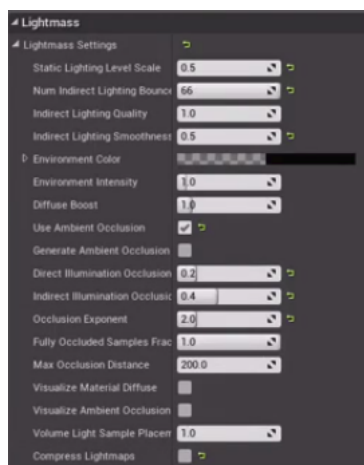 Lightmass
Lightmass Settings
Static Lighting Level Scale 0.5
Num Indirect Lighting Bounce 66
Indirect Lighting Quality 1.0
Indirect Lighting Smoothness 0.5
Environment Color
Environment Intensity 1.0
Diffuse Boost 1.0
Use Ambient Occlusion
Generate Ambient Occlusion
Direct Illumination Occlusion 0.2
Indirect Illumination Occlusic 0.4
Occlusion Exponent 2.0
Fully Occluded Samples Frac 1.0
Max Occlusion Distance 200.0
Visualize Material Diffuse
Visualize Ambient Occlusion
Volume Light Sample Placem 1.0
Compress Lightmaps